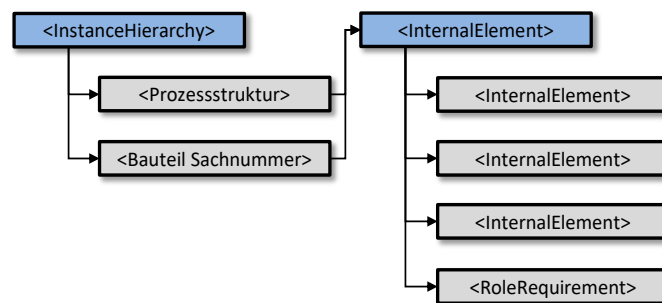 <InstanceHierarchy>
<Prozessstruktur>
<Bauteil Sachnummer>
<InternalElement>
<InternalElement>
<InternalElement>
<InternalElement>
<RoleRequirement>